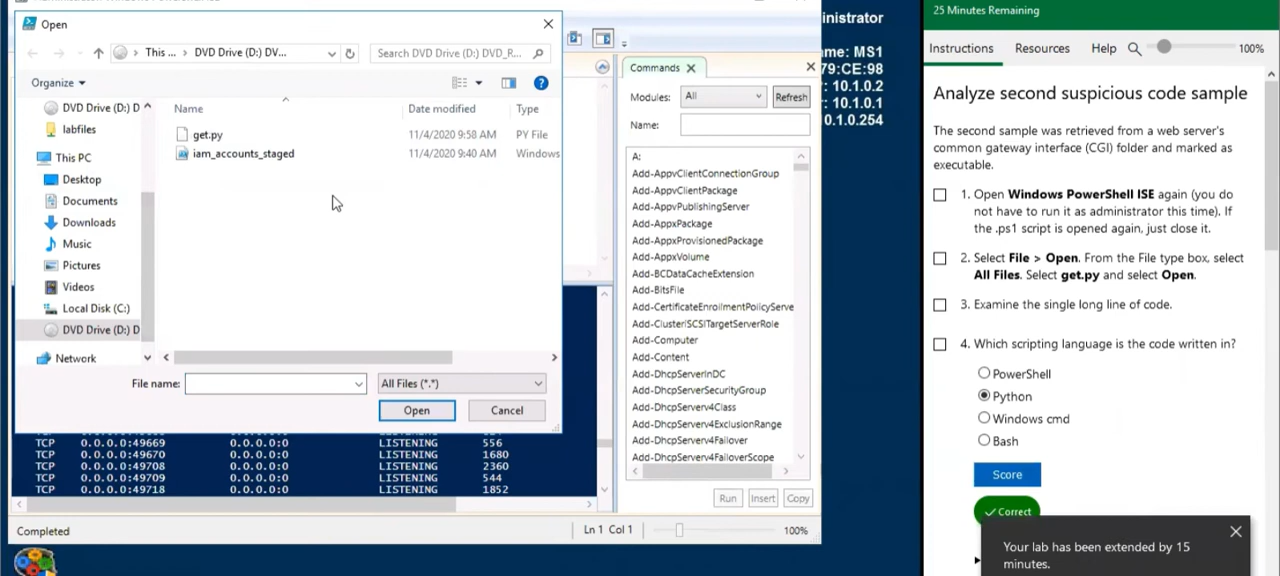 Open
This ...
DVD Drive (D:) DV...
Search DVD Drive (D:) DVD_R...
Organize
DVD Drive (D:) D
labfiles
This PC
Desktop
Documents
Downloads
Music
Pictures
Videos
Local Disk (C:)
DVD Drive (D:) D
Network
Name
Date modified
Type
get.py
11/4/2020 9:58 AM
PY File
iam_accounts_staged
11/4/2020 9:40 AM
Windows
File name:
All Files (*.*)
Open
Cancel
TCP 0.0.0.0:49669 0.0.0.0:0 LISTENING 556
TCP 0.0.0.0:49670 0.0.0.0:0 LISTENING 1680
TCP 0.0.0.0:49708 0.0.0.0:0 LISTENING 2360
TCP 0.0.0.0:49709 0.0.0.0:0 LISTENING 544
TCP 0.0.0.0:49718 0.0.0.0:0 LISTENING 1852
Completed
Ln 1 Col 1
100%
Commands
Modules:
All
Refresh
Name:
A:
Add-AppvClientConnectionGroup
Add-AppvClientPackage
Add-AppvPublishingServer
Add-AppxPackage
Add-AppxProvisionedPackage
Add-AppxVolume
Add-BCDataCacheExtension
Add-BitsFile
Add-CertificateEnrollmentPolicyServe
Add-ClusteriSCSITargetServerRole
Add-Computer
Add-Content
Add-DhcpServerInDC
Add-DhcpServerSecurityGroup
Add-DhcpServerv4Class
Add-DhcpServerv4ExclusionRange
Add-DhcpServerv4Failover
Add-DhcpServerv4FailoverScope
Run
Insert
Copy
inistrator
ame: MS1
79:CE:98
: 10.1.0.2
: 10.1.0.1
0.1.0.254
25 Minutes Remaining
Instructions
Resources
Help
100%
Analyze second suspicious code sample
The second sample was retrieved from a web server's
common gateway interface (CGI) folder and marked as
executable.
1. Open Windows PowerShell ISE again (you do
not have to run it as administrator this time). If
the .ps1 script is opened again, just close it.
2. Select File > Open. From the File type box, select
All Files. Select get.py and select Open.
3. Examine the single long line of code.
4. Which scripting language is the code written in?
PowerShell
Python
Windows cmd
Bash
Score
Correct
Your lab has been extended by 15
minutes.